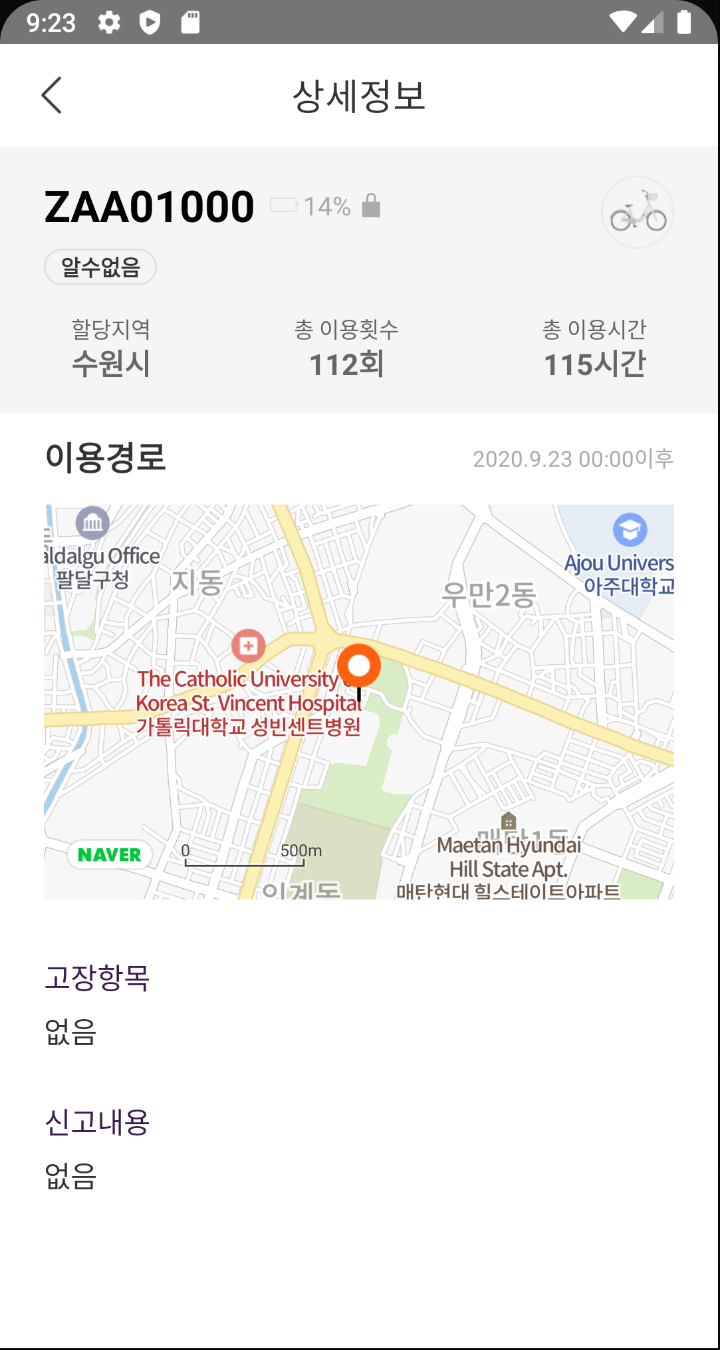 9:23
상세정보
ZAA01000 14%
알수없음
할당지역 총 이용횟수 총 이용시간
수원시 112회 115시간
이용경로 2020.9.23 00:00이후
aldalgu Office
팔달구청
지동
우만2동
Ajou Univers
아주대학교
The Catholic University
Korea St. Vincent Hospital
가톨릭대학교 성빈센트병원
매탄1동
Maetan Hyundai
Hill State Apt.
매탄현대 힐스테이트아파트
NAVER
0 500m
인계동
고장항목
없음
신고내용
없음